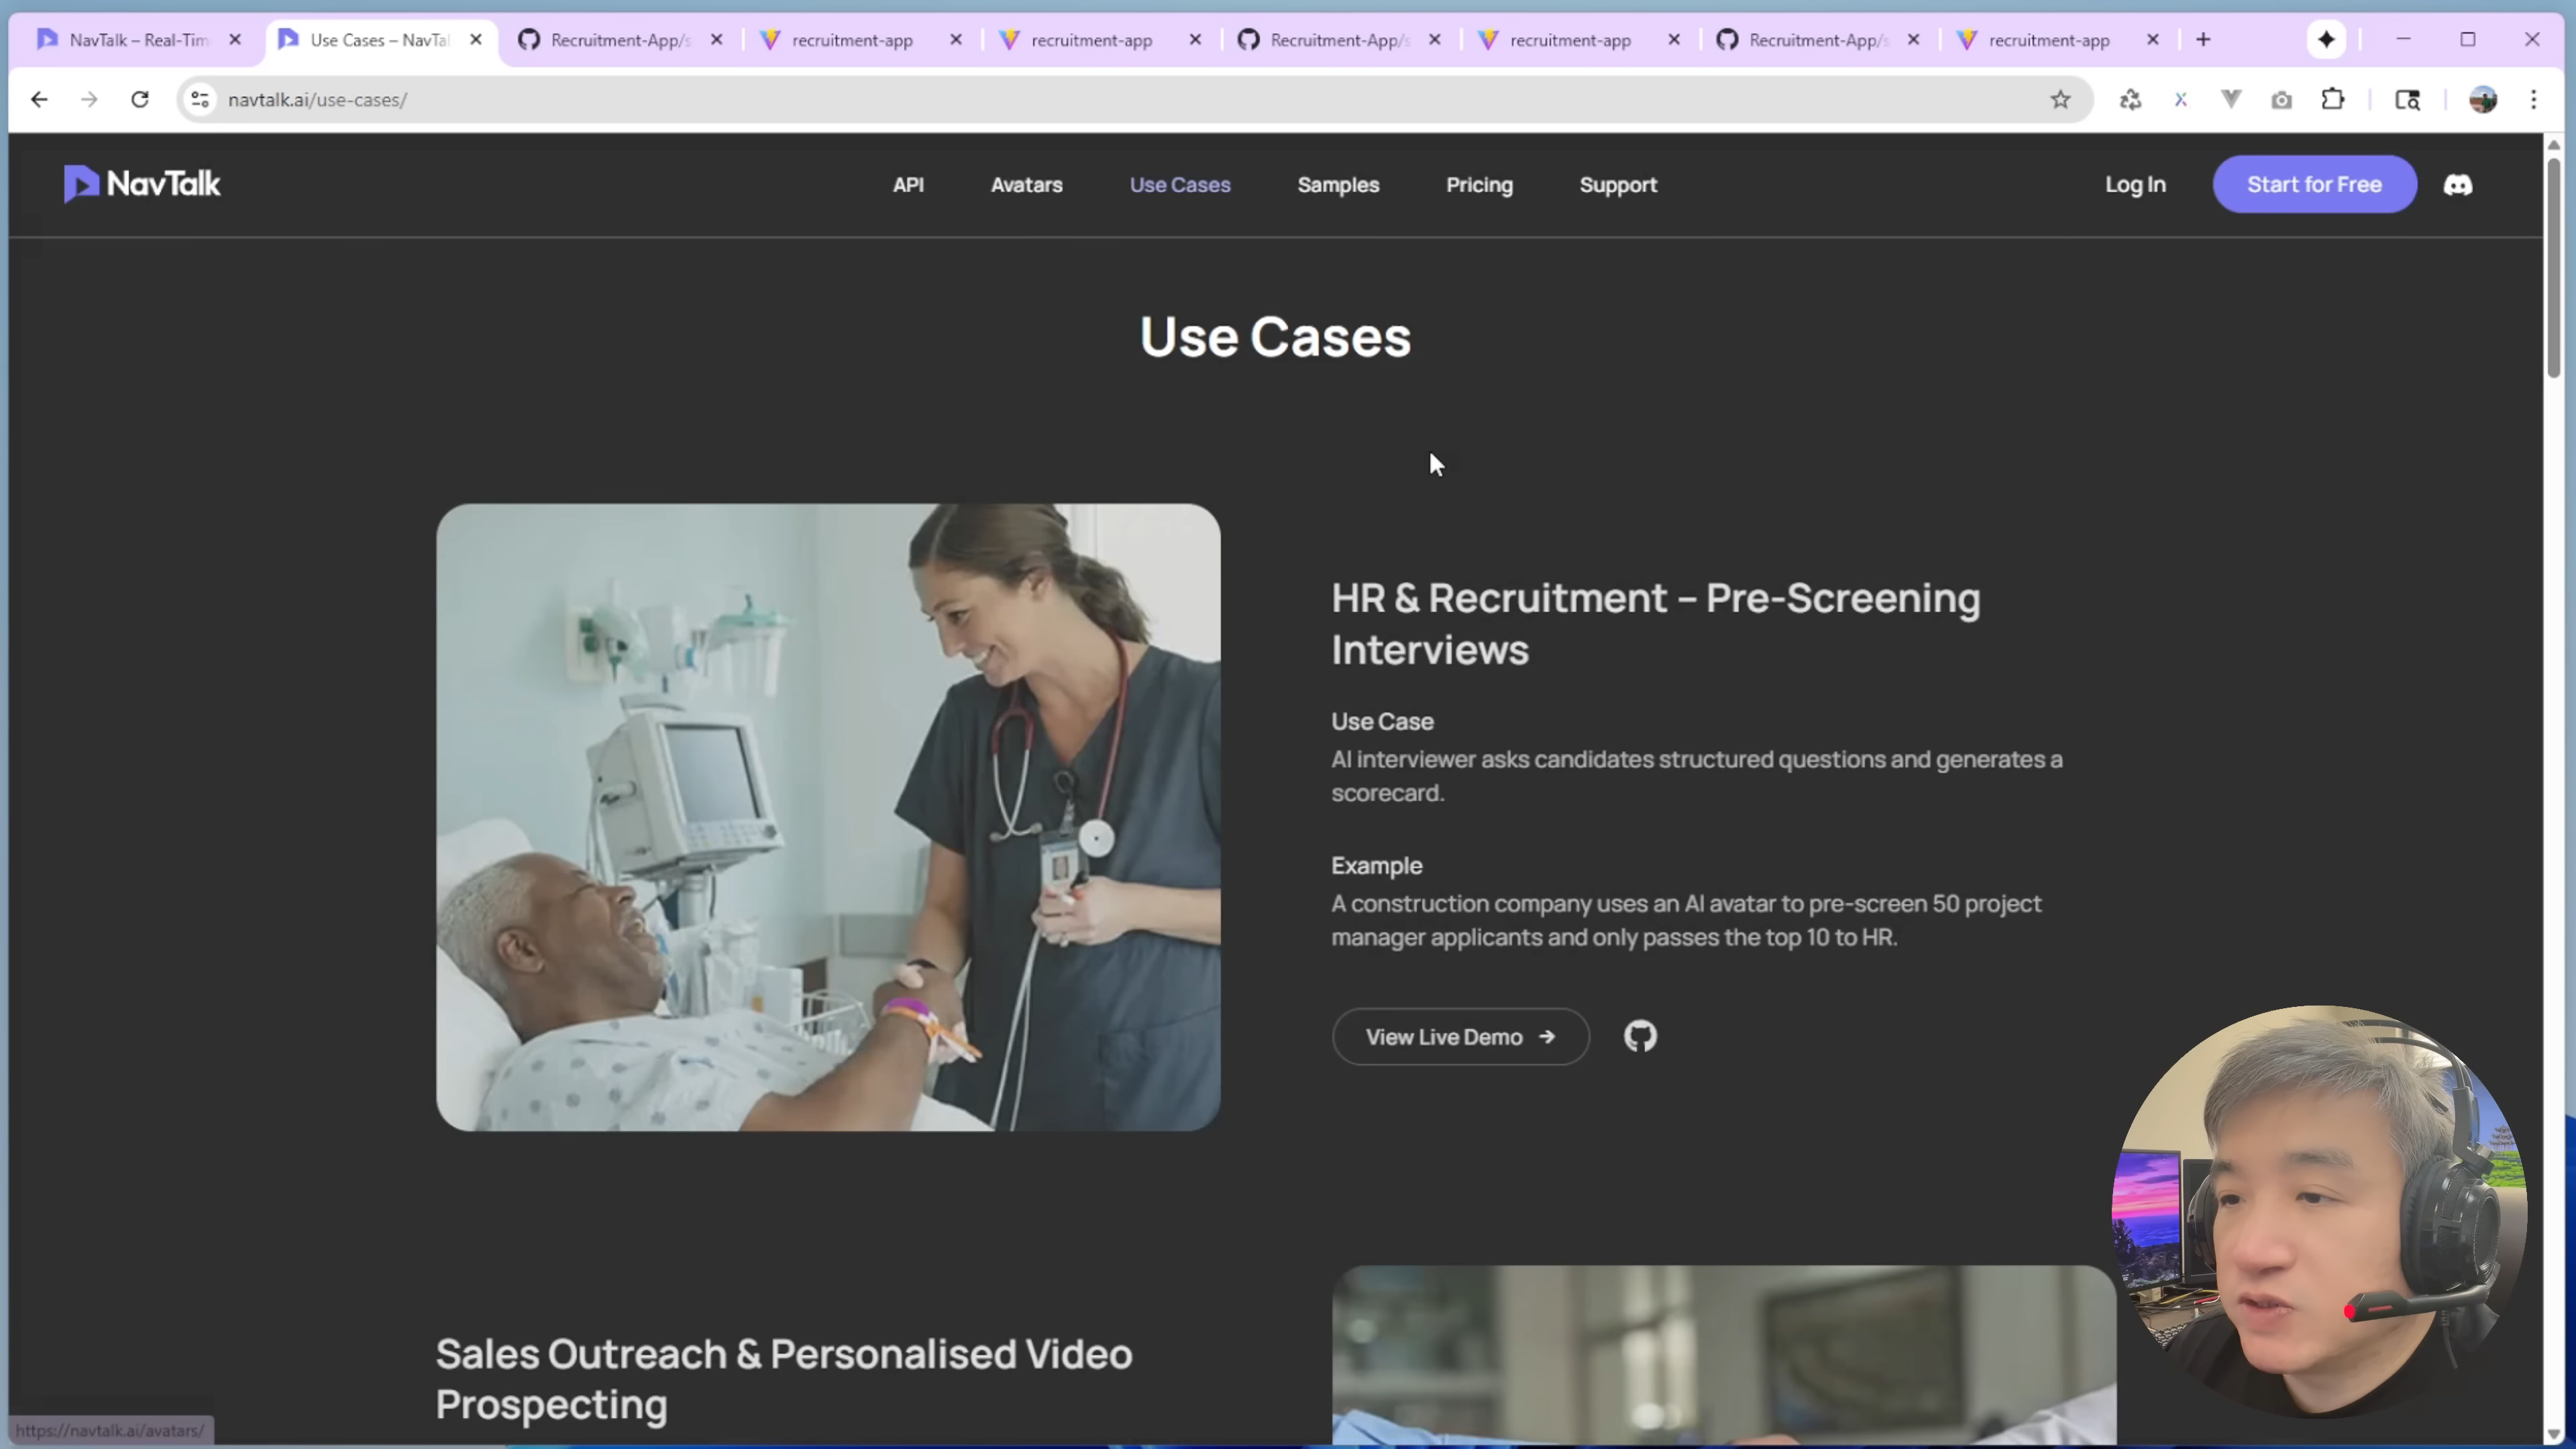 NavTalk – Real-Tim
Use Cases – NavTal
Recruitment-App/s
recruitment-app
recruitment-app
Recruitment-App/s
recruitment-app
Recruitment-App/s
recruitment-app
navtalk.ai/use-cases/
NavTalk
API
Avatars
Use Cases
Samples
Pricing
Support
Log In
Start for Free
Use Cases
HR & Recruitment – Pre-Screening
Interviews
Use Case
AI interviewer asks candidates structured questions and generates a
scorecard.
Example
A construction company uses an AI avatar to pre-screen 50 project
manager applicants and only passes the top 10 to HR.
View Live Demo →
Sales Outreach & Personalised Video
Prospecting
https://navtalk.ai/avatars/